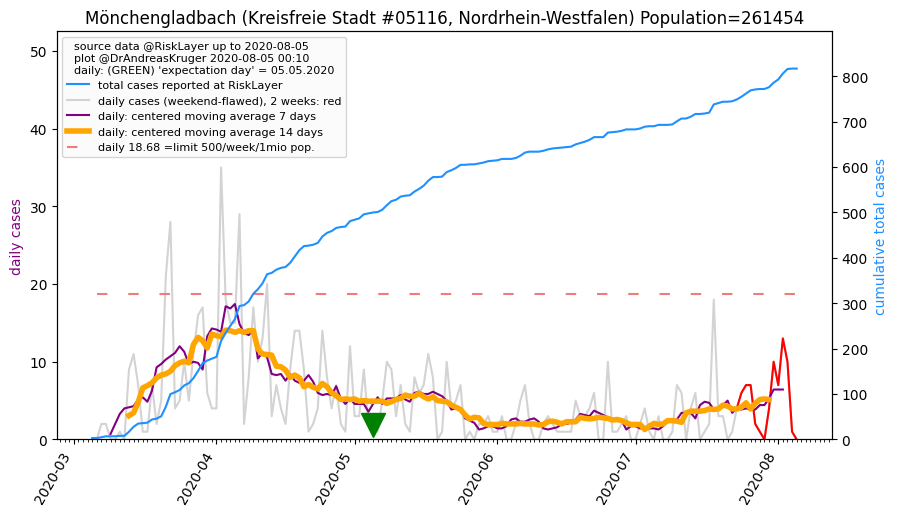 Mönchengladbach (Kreisfreie Stadt #05116, Nordrhein-Westfalen) Population=261454
source data @RiskLayer up to 2020-08-05
plot @DrAndreasKruger 2020-08-05 00:10
daily: (GREEN) 'expectation day' = 05.05.2020
total cases reported at RiskLayer
daily cases (weekend-flawed), 2 weeks: red
daily: centered moving average 7 days
daily: centered moving average 14 days
daily 18.68 =limit 500/week/1mio pop.
daily cases
50
40
30
20
10
0
cumulative total cases
800
700
600
500
400
300
200
100
0
2020-03
2020-04
2020-05
2020-06
2020-07
2020-08